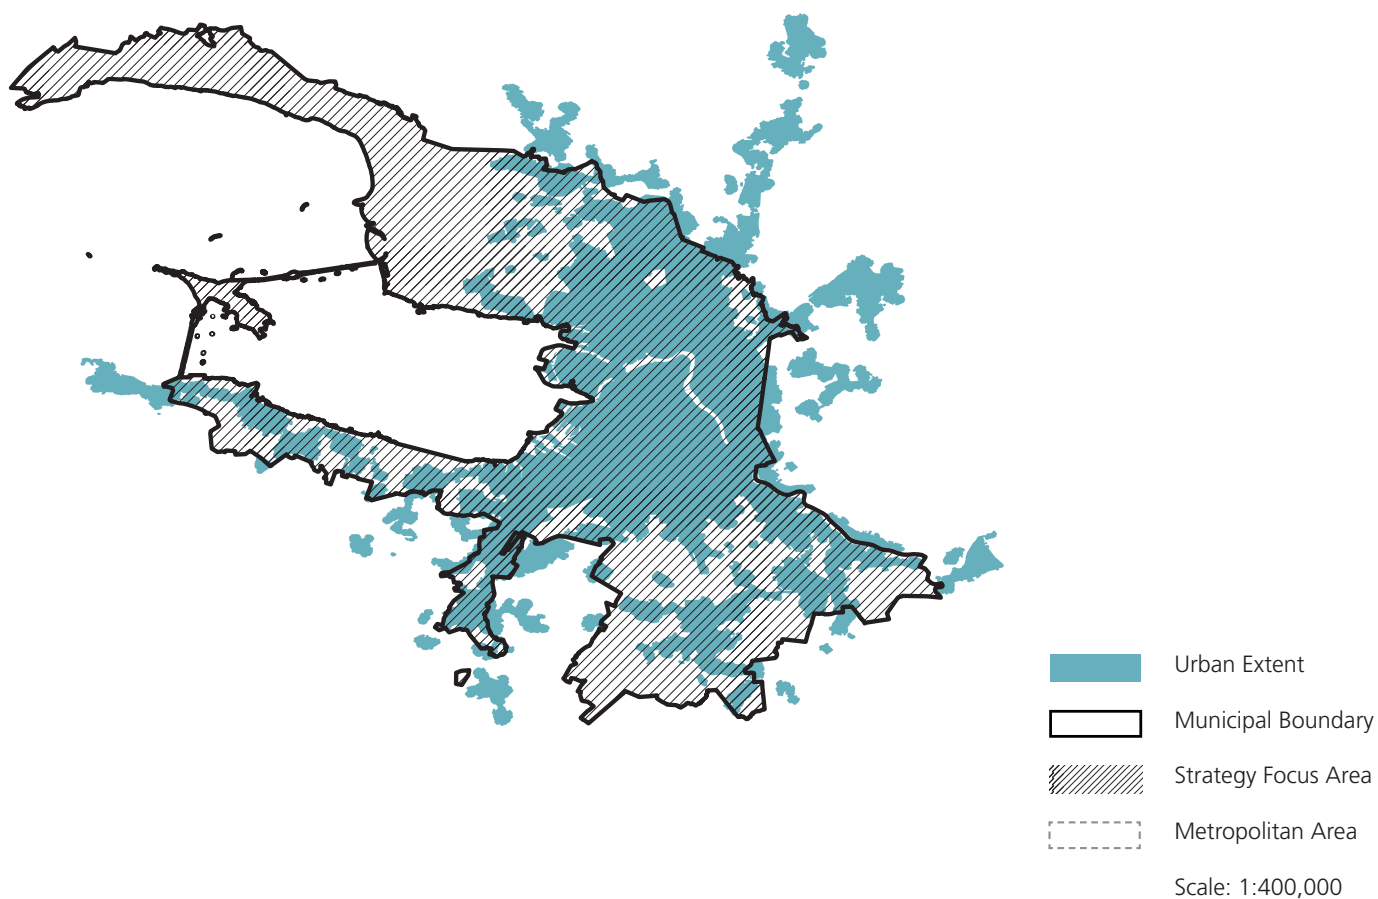 Urban Extent
Municipal Boundary
Strategy Focus Area
Metropolitan Area
Scale: 1:400,000